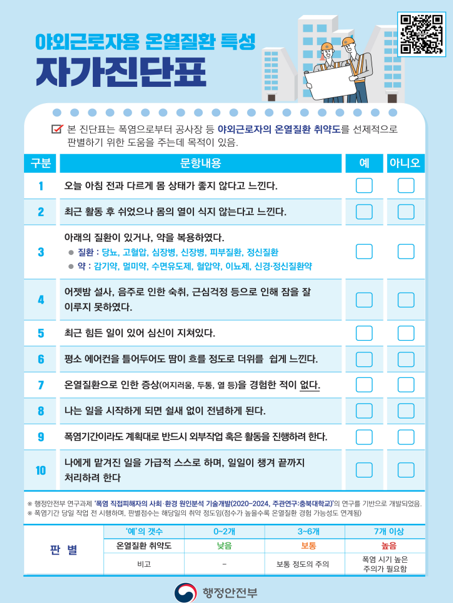 야외근로자용 온열질환 특성
자가진단표
본 진단표는 폭염으로부터 공사장 등 야외근로자의 온열질환 취약도를 선제적으로
판별하기 위한 도움을 주는데 목적이 있음.
구분 문항내용 예 아니오
1 오늘 아침 전과 다르게 몸 상태가 좋지 않다고 느낀다.
2 최근 활동 후 쉬었으나 몸의 열이 식지 않는다고 느낀다.
3 아래의 질환이 있거나, 약을 복용하였다.
● 질환 : 당뇨, 고혈압, 심장병, 신장병, 피부질환, 정신질환
● 약 : 감기약, 멀미약, 수면유도제, 혈압약, 이뇨제, 신경·정신질환약
4 어젯밤 설사, 음주로 인한 숙취, 근심걱정 등으로 인해 잠을 잘
이루지 못하였다.
5 최근 힘든 일이 있어 심신이 지쳐있다.
6 평소 에어컨을 틀어두어도 땀이 흐를 정도로 더위를 쉽게 느낀다.
7 온열질환으로 인한 증상(어지러움, 두통, 열 등)을 경험한 적이 없다.
8 나는 일을 시작하게 되면 쉴새 없이 전념하게 된다.
9 폭염기간이라도 계획대로 반드시 외부작업 혹은 활동을 진행하려 한다.
10 나에게 맡겨진 일을 가급적 스스로 하며, 일일이 챙겨 끝까지
처리하려 한다
※ 행정안전부 연구과제 '폭염 직접피해자의 사회·환경 원인분석 기술개발(2020~2024, 주관연구:충북대학교)'의 연구를 기반으로 개발되었음.
※ 폭염기간 당일 작업 전 시행하며, 판별점수는 해당일의 취약 정도임(점수가 높을수록 온열질환 경험 가능성도 연계됨)
판 별
'예'의 갯수 0~2개 3~6개 7개 이상
온열질환 취약도 낮음 보통 높음
비고 - 보통 정도의 주의 폭염 시기 높은
주의가 필요함
행정안전부